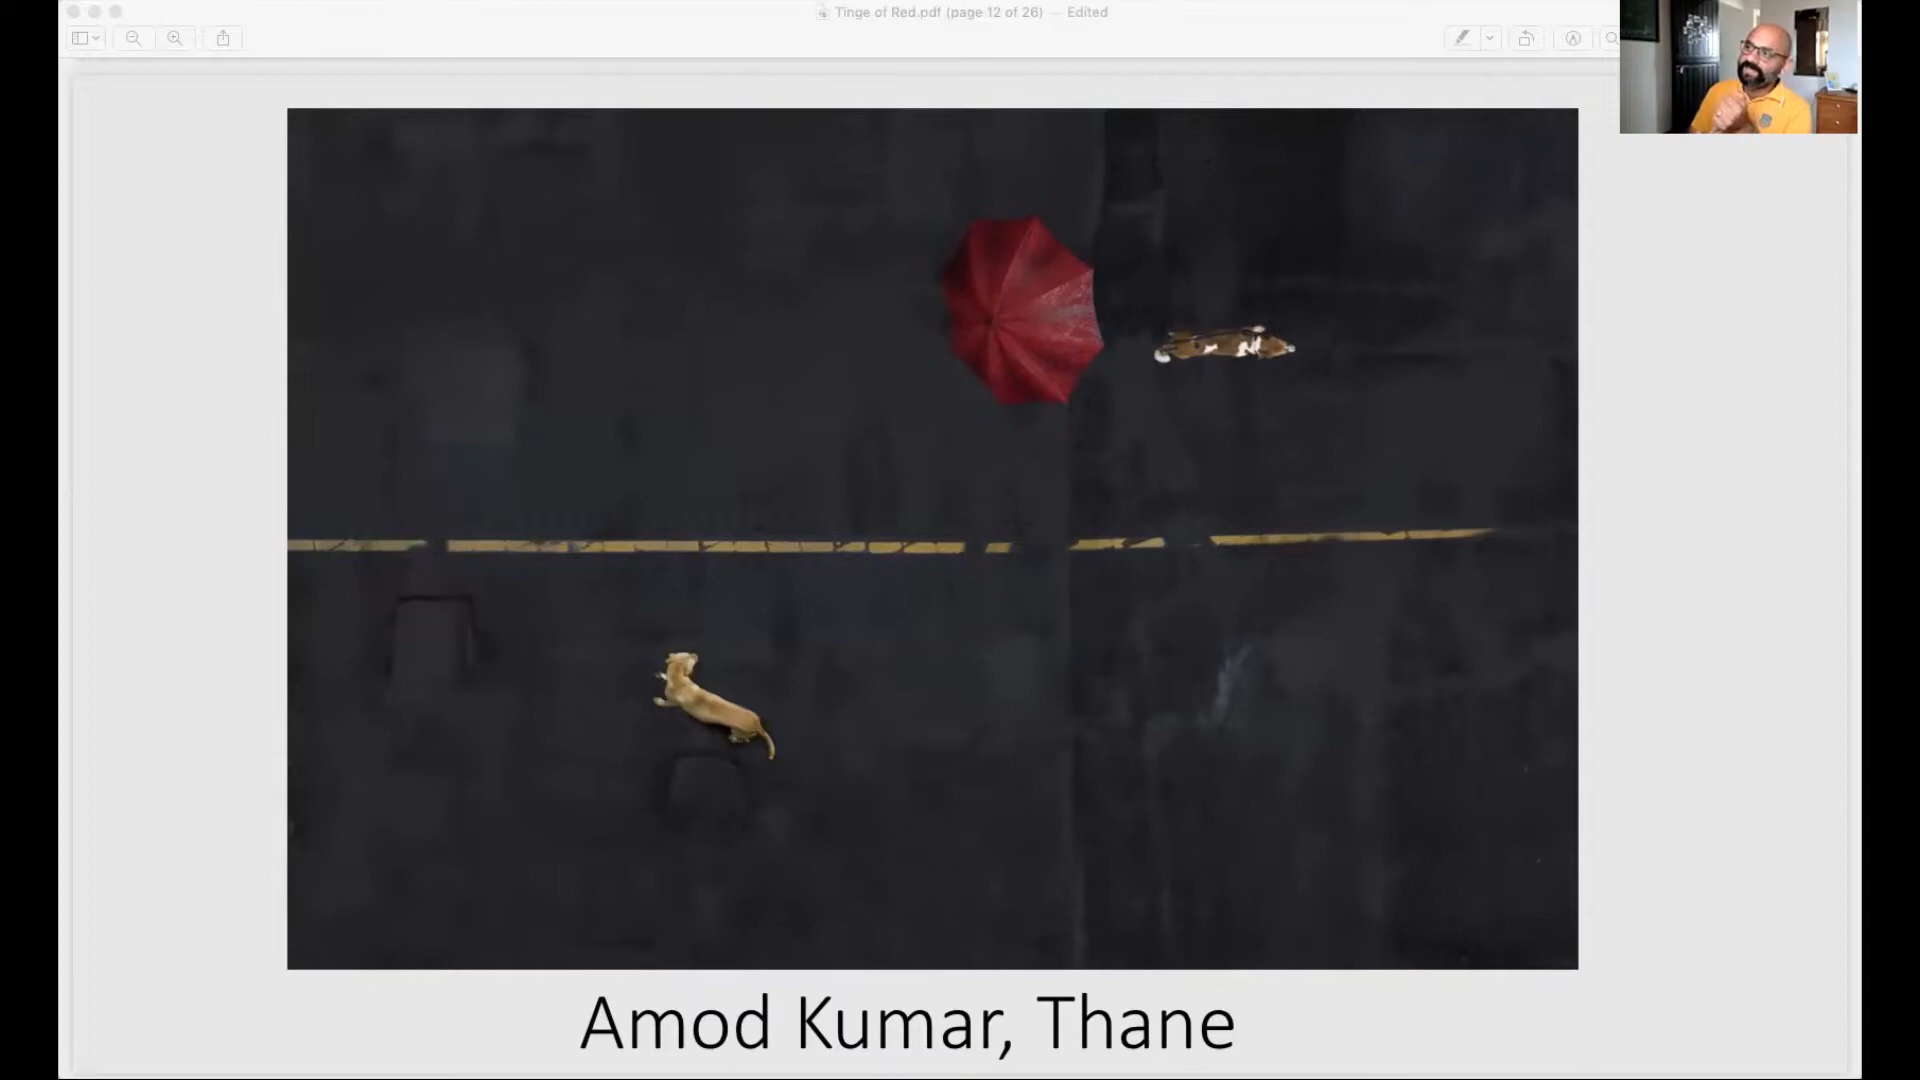 Tinge of Red.pdf (page 12 of 26) — Edited
Amod Kumar, Thane